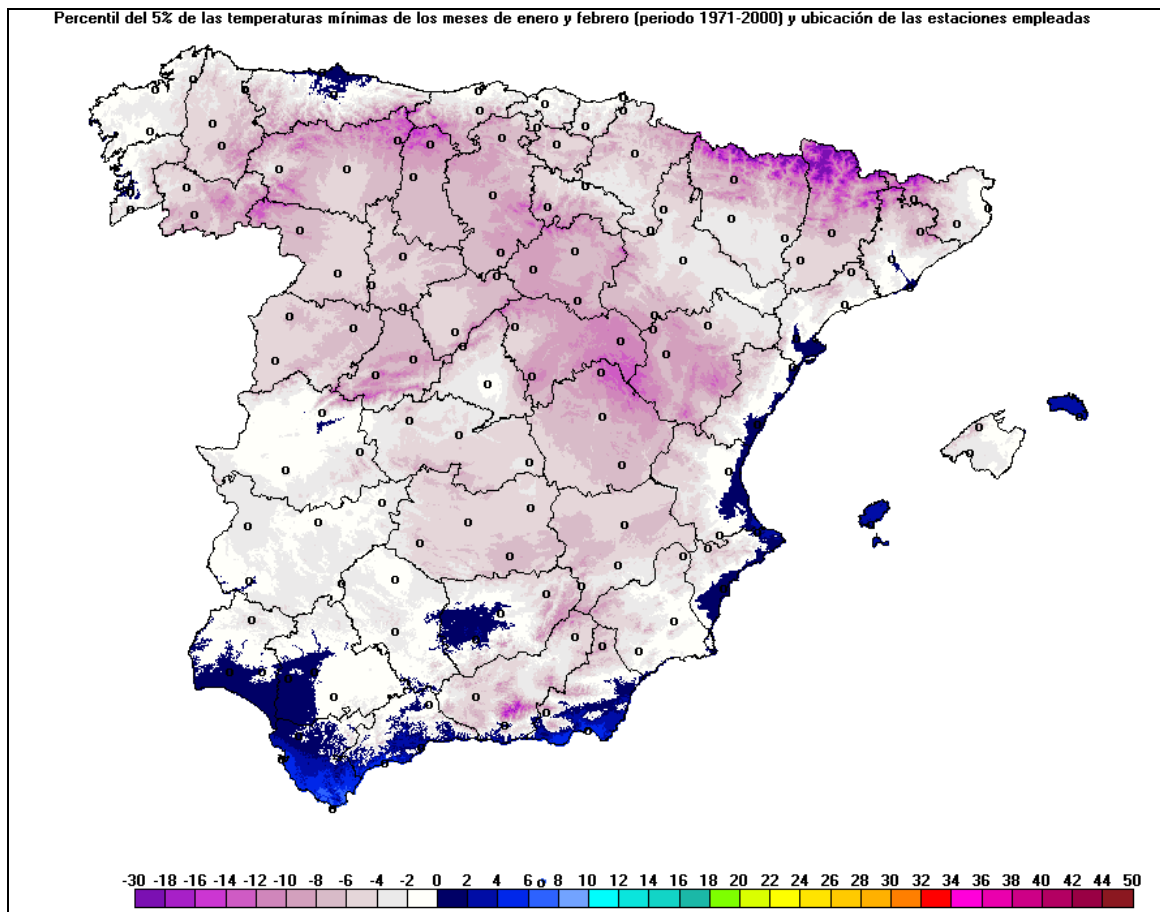 Percentil del 5% de las temperaturas mínimas de los meses de enero y febrero (periodo 1971-2000) y ubicación de las estaciones empleadas
-30 -18 -16 -14 -12 -10 -8 -6 -4 -2 0 2 4 6 8 10 12 14 16 18 20 22 24 26 28 30 32 34 36 38 40 42 44 50